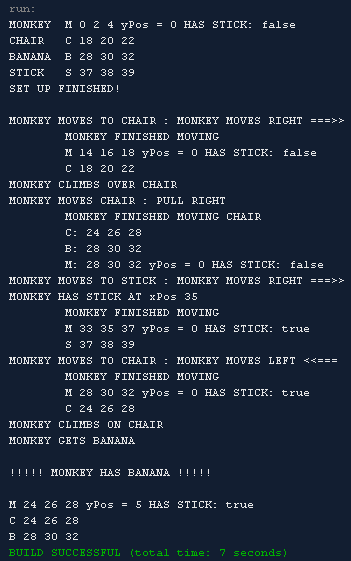 run:
MONKEY  M 0 2 4 yPos = 0 HAS STICK: false
CHAIR   C 18 20 22
BANANA  B 28 30 32
STICK   S 37 38 39
SET UP FINISHED!
MONKEY MOVES TO CHAIR : MONKEY MOVES RIGHT ===>>
MONKEY FINISHED MOVING
M 14 16 18 yPos = 0 HAS STICK: false
C 18 20 22
MONKEY CLIMBS OVER CHAIR
MONKEY MOVES CHAIR : PULL RIGHT
MONKEY FINISHED MOVING CHAIR
C: 24 26 28
B: 28 30 32
M: 28 30 32 yPos = 0 HAS STICK: false
MONKEY MOVES TO STICK : MONKEY MOVES RIGHT ===>>
MONKEY HAS STICK AT xPos 35
MONKEY FINISHED MOVING
M 33 35 37 yPos = 0 HAS STICK: true
S 37 38 39
MONKEY MOVES TO CHAIR : MONKEY MOVES LEFT <<===
MONKEY FINISHED MOVING
M 28 30 32 yPos = 0 HAS STICK: true
C 24 26 28
MONKEY CLIMBS ON CHAIR
MONKEY GETS BANANA
!!!!! MONKEY HAS BANANA !!!!!
M 24 26 28 yPos = 5 HAS STICK: true
C 24 26 28
B 28 30 32
BUILD SUCCESSFUL (total time: 7 seconds)